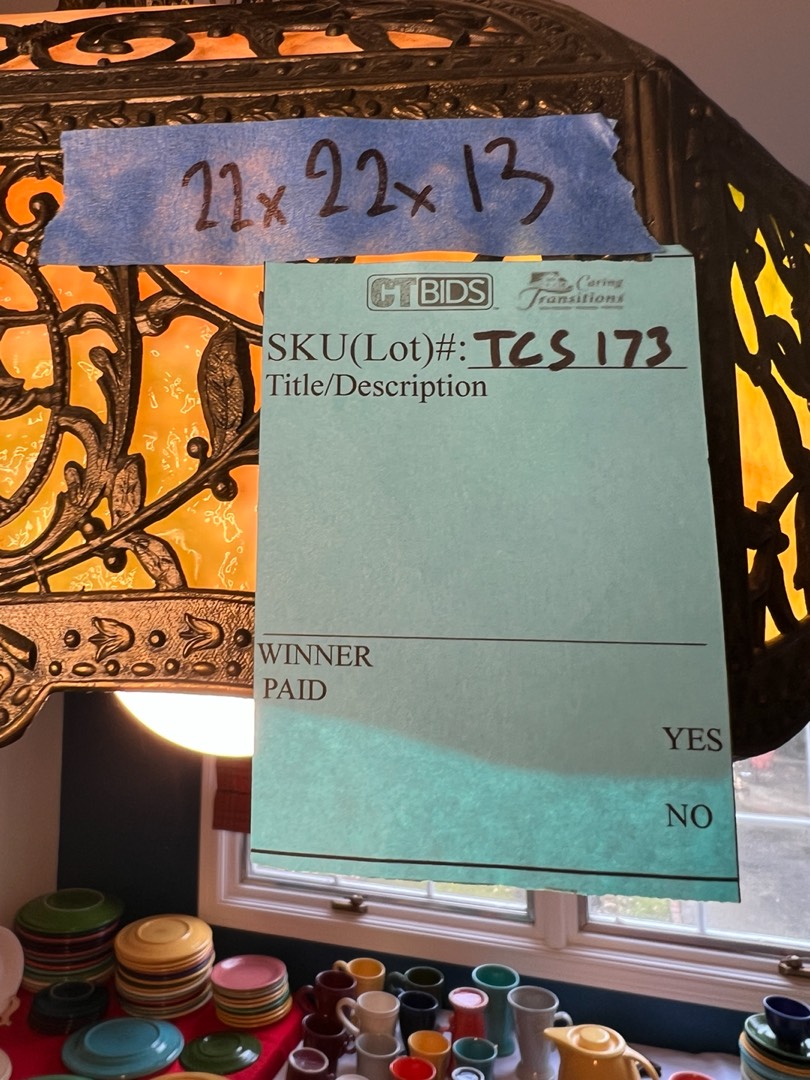 22x22x13
CTBIDS Caring Transitions
SKU(Lot)#: TCS 173
Title/Description
WINNER
PAID
YES
NO